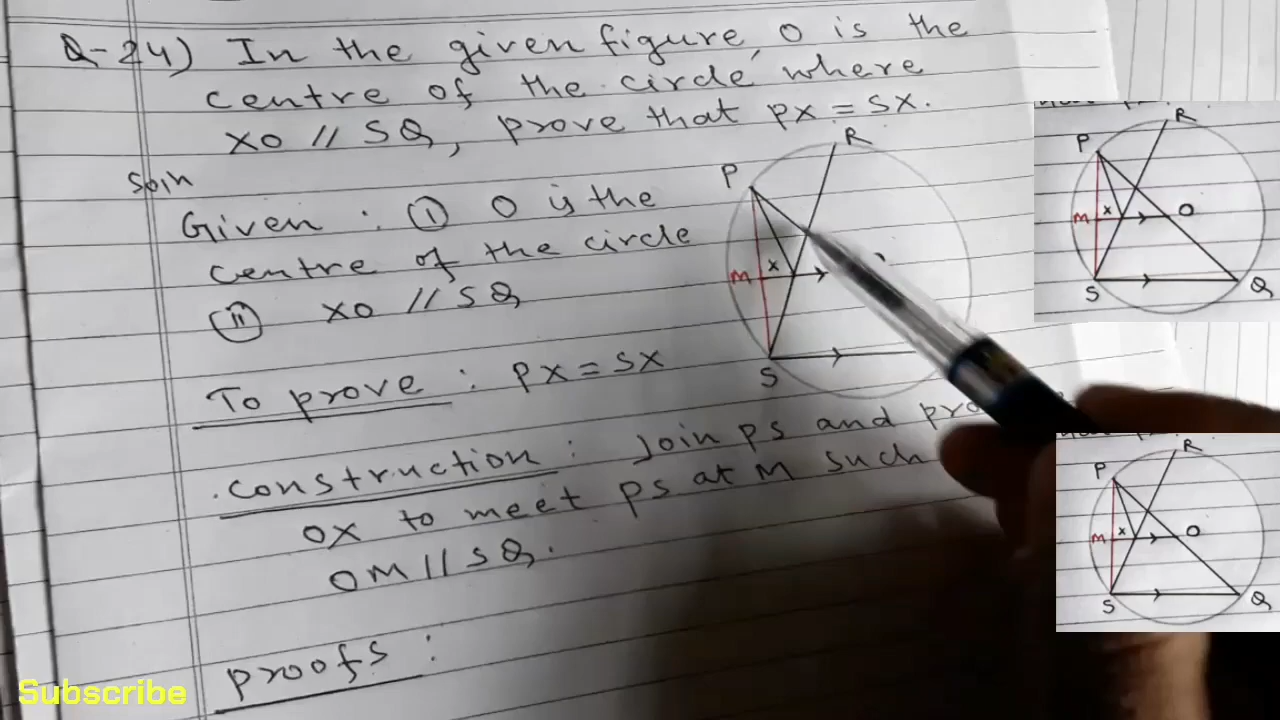 Q-24) In the given figure, O is the
centre of the circle where
XO // SQ, prove that PX = SX.
Soln
Given : (i) O is the
centre of the circle
(ii) XO // SQ
To prove : PX = SX
Construction : Join PS and
OX to meet PS at M such
OM // SQ.
Proofs :
R
P
M
X
S
R
P
M
X
O
S
Q
R
P
M
X
O
S
Q
Subscribe